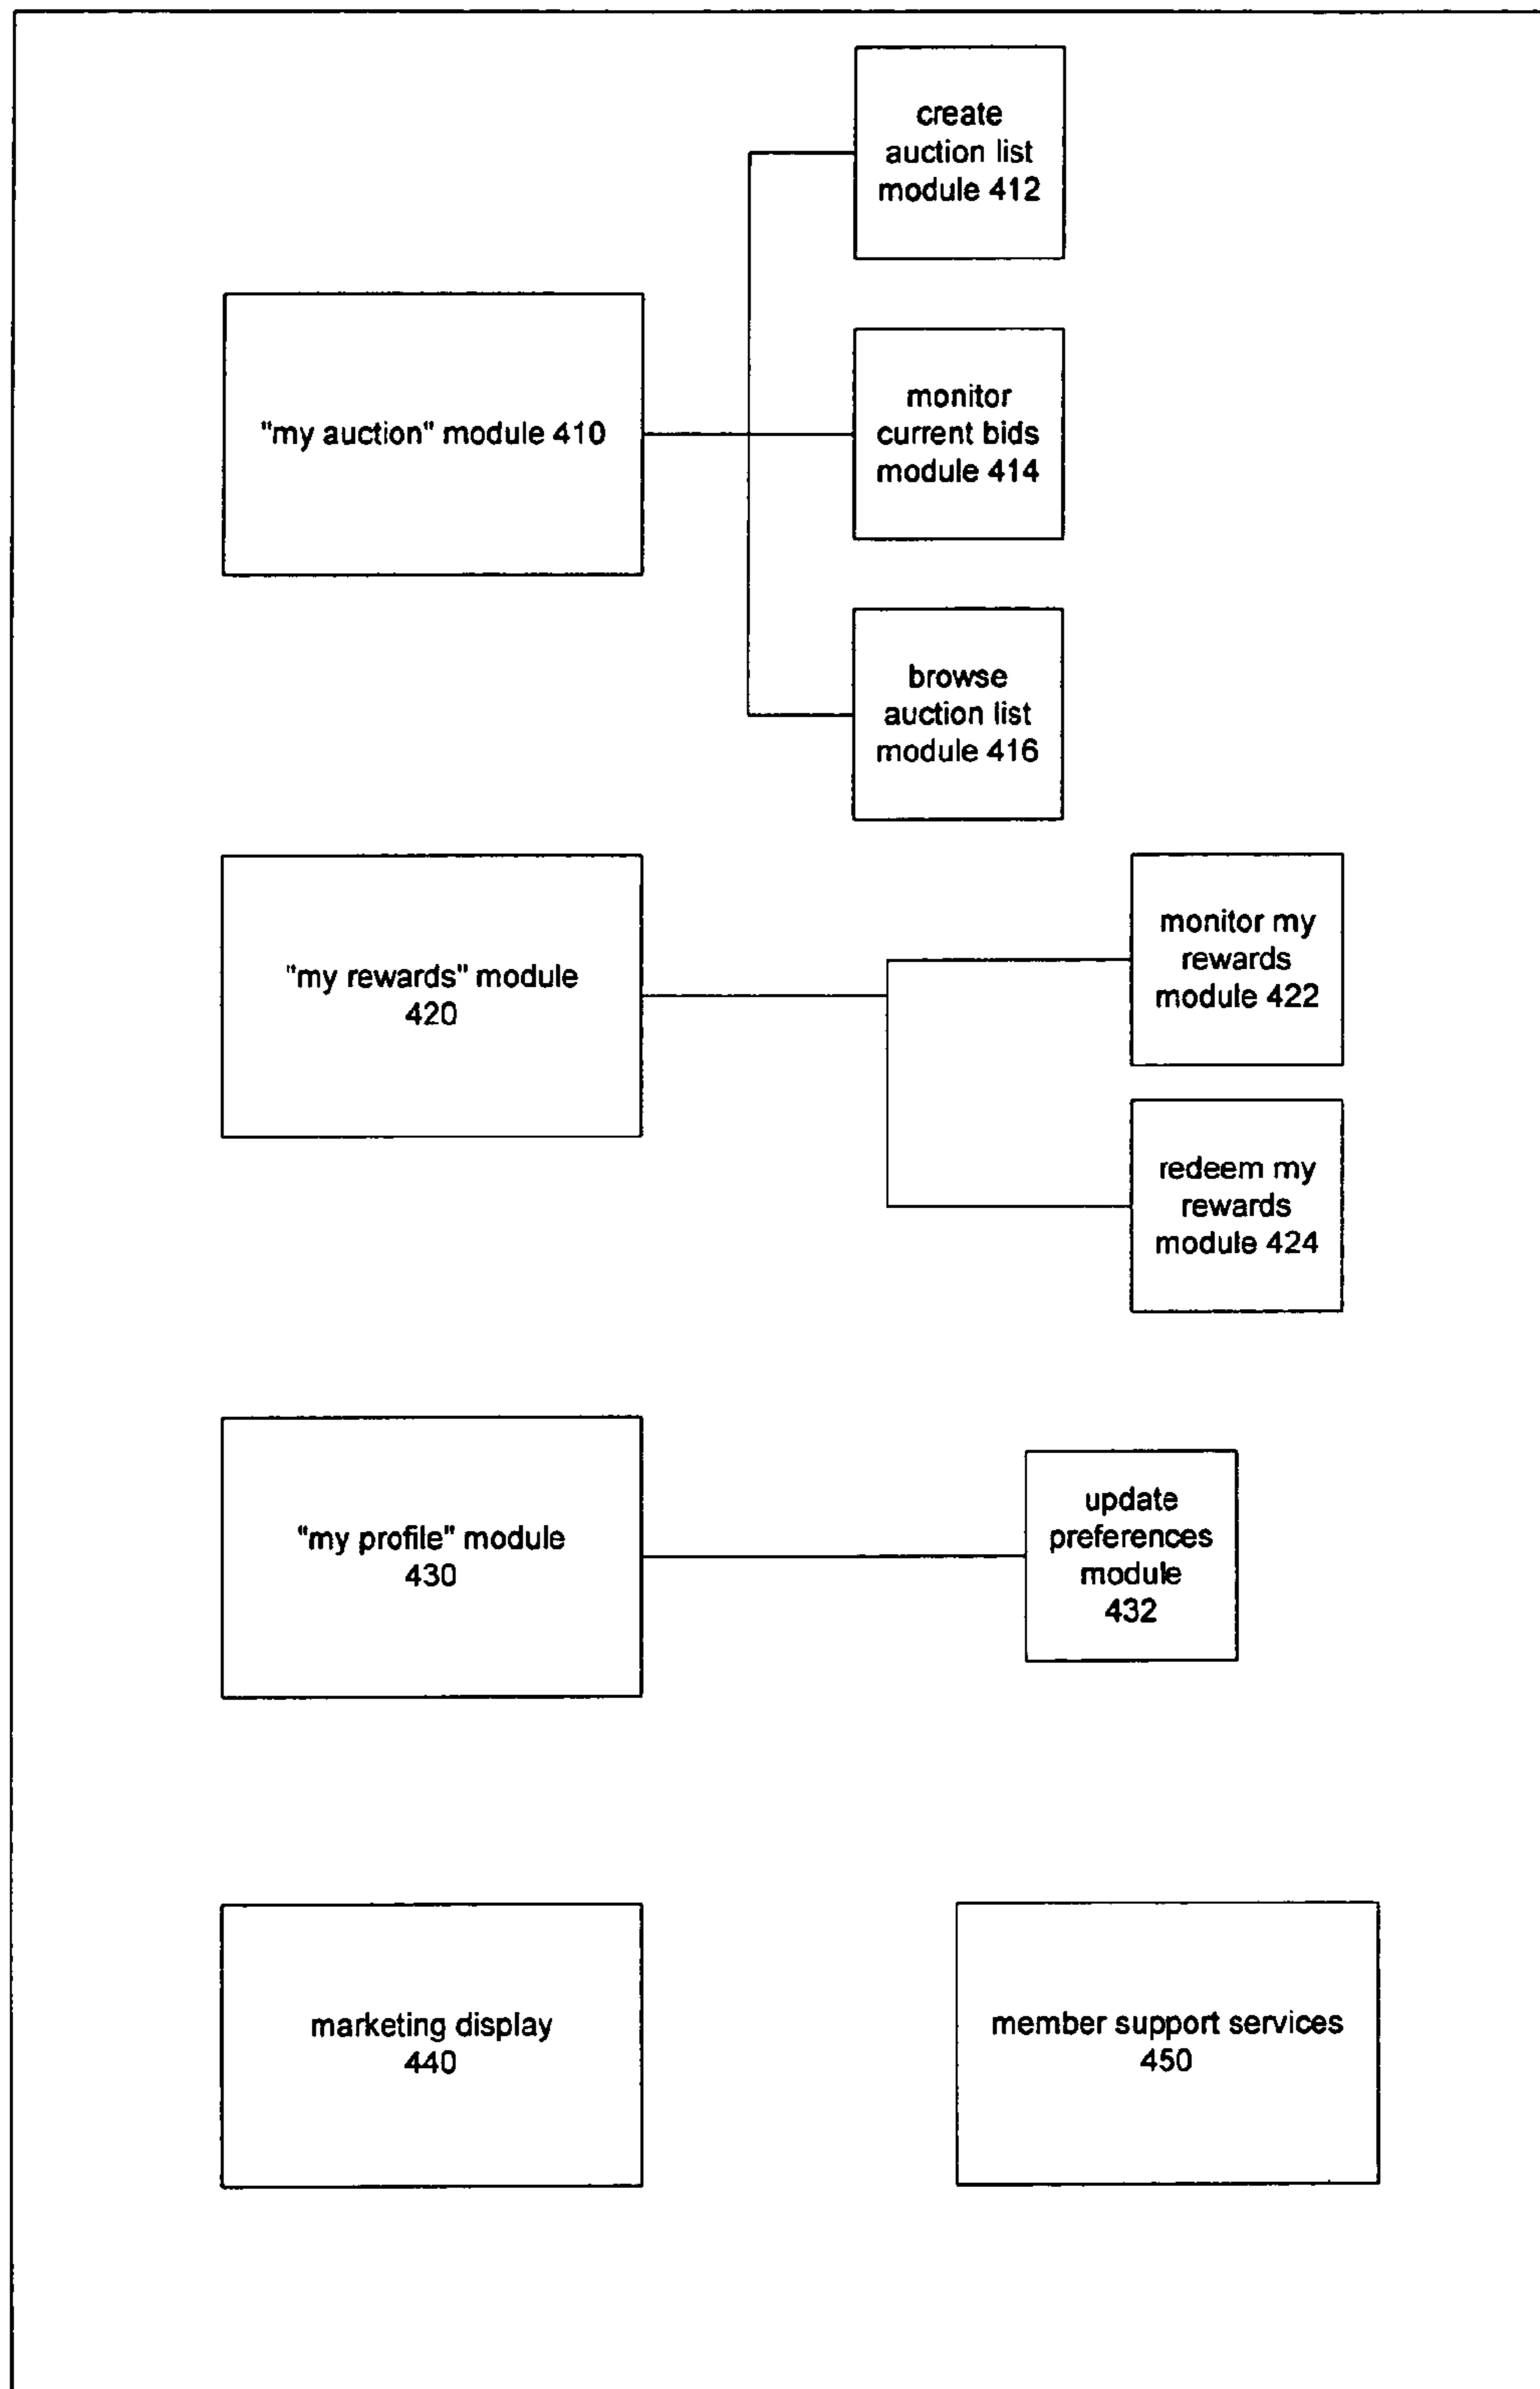 create
auction list
module 412
"my auction" module 410
monitor
current bids
module 414
browse
auction list
module 416
"my rewards" module
420
monitor my
rewards
module 422
redeem my
rewards
module 424
"my profile" module
430
update
preferences
module
432
marketing display
440
member support services
450